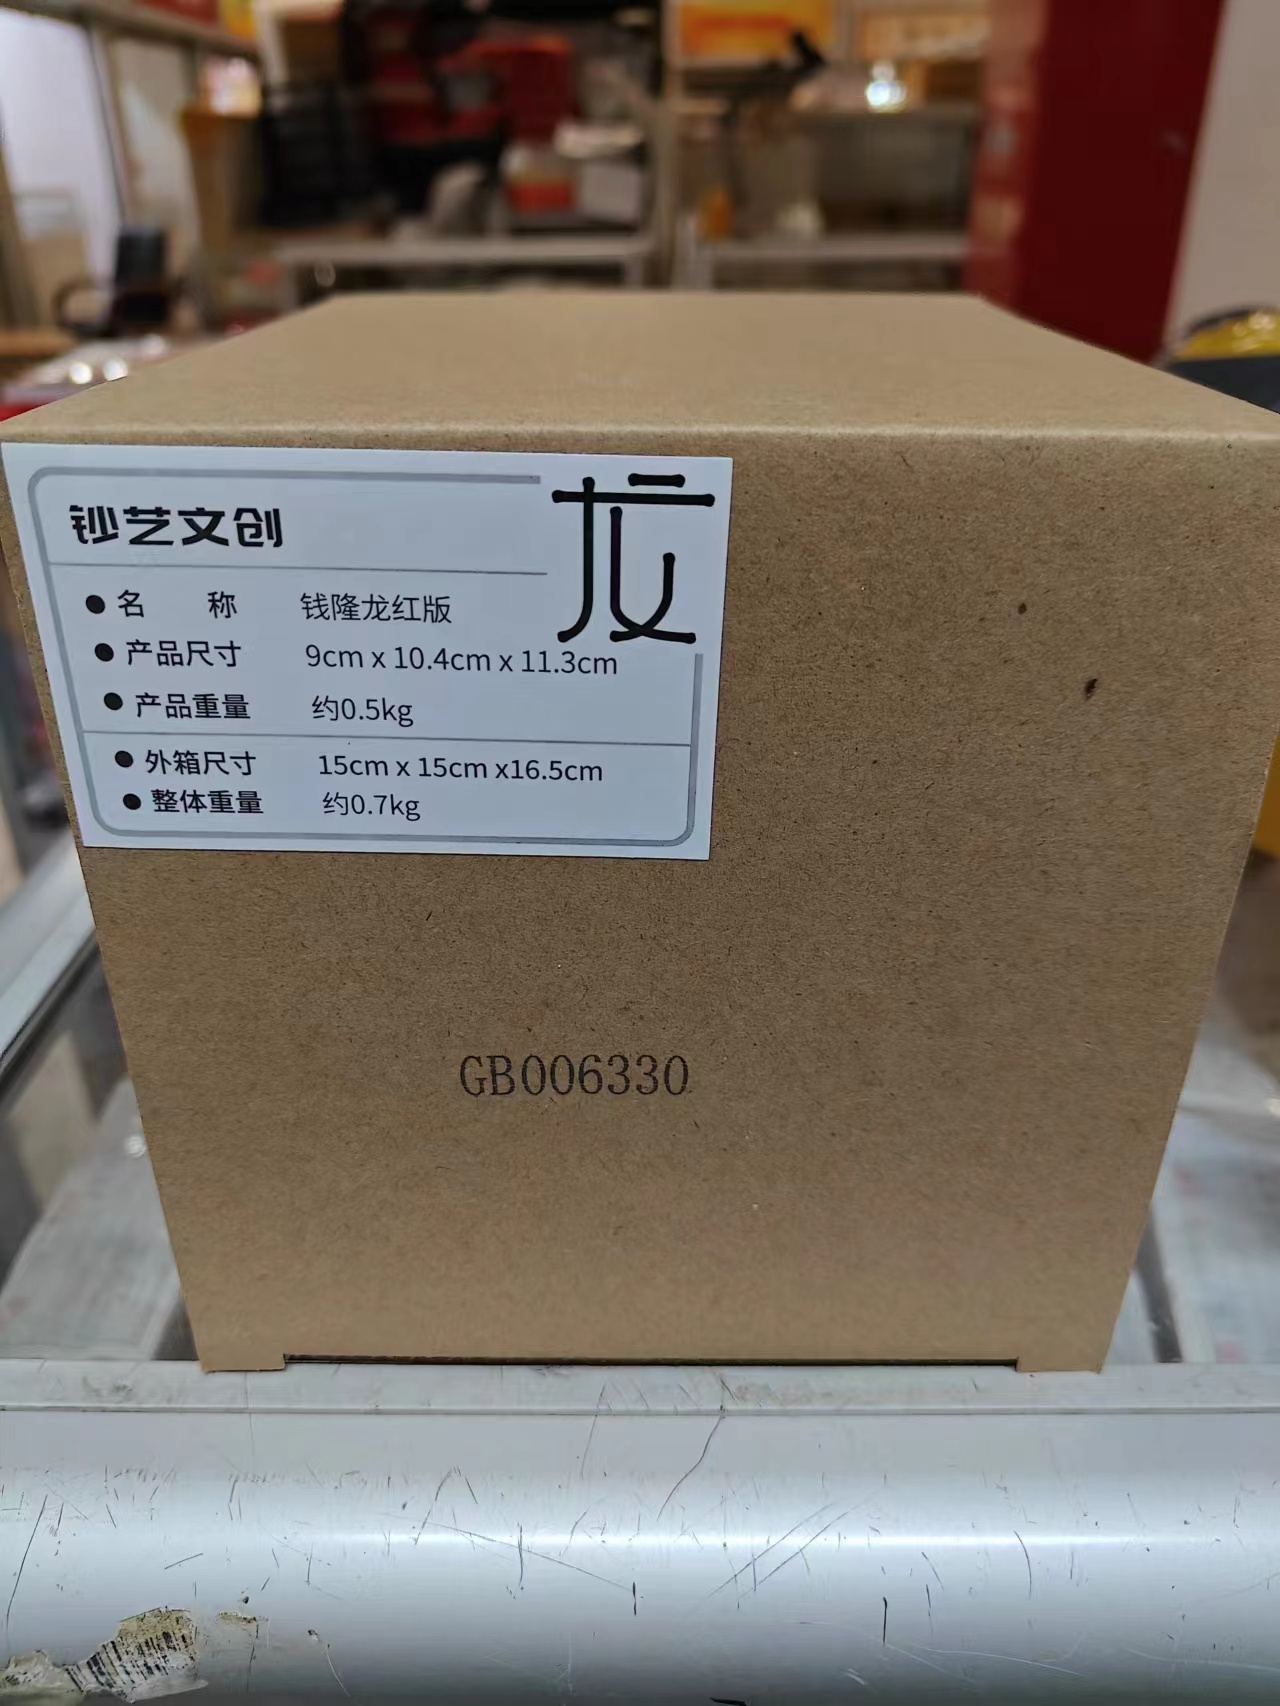 钞艺文创
龙
● 名 称 钱隆龙红版
● 产品尺寸 9cm x 10.4cm x 11.3cm
● 产品重量 约0.5kg
● 外箱尺寸 15cm x 15cm x16.5cm
● 整体重量 约0.7kg
GB006330